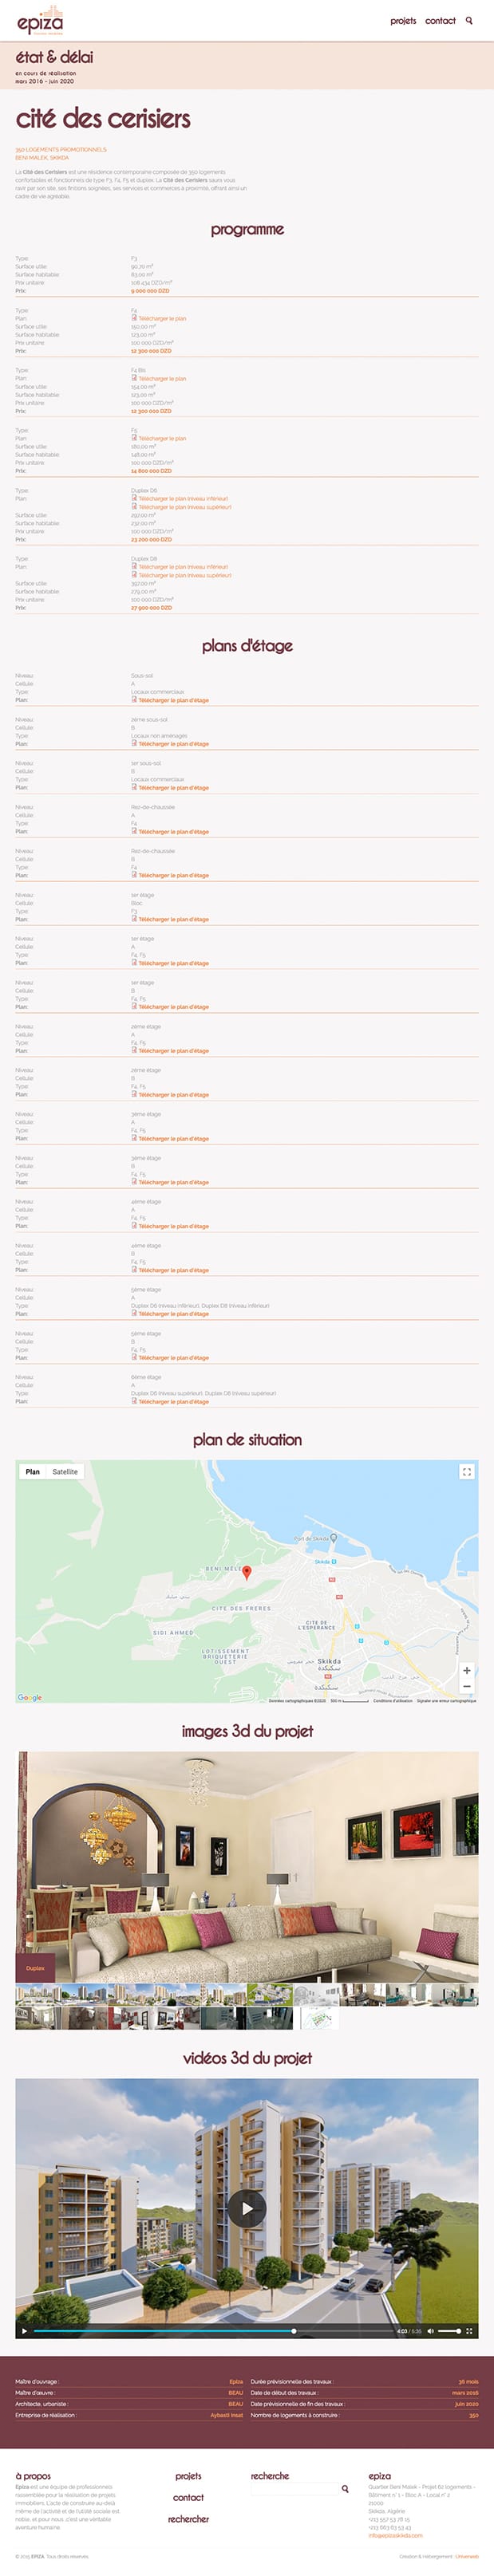 epiza
projets contact
état & délai
en cours de réalisation
mars 2016 - juin 2020
cité des cerisiers
350 LOGEMENTS PROMOTIONNELS
BENI MALEK, SKIKDA
La Cité des Cerisiers est une résidence contemporaine composée de 350 logements
confortables et fonctionnels de type F3, F4, F5 et duplex. La Cité des Cerisiers saura vous
ravir par son site, ses finitions soignées, ses services et commerces à proximité, offrant ainsi un
cadre de vie agréable.
programme
Type: F3
Surface utile: 90,70 m²
Surface habitable: 83,00 m²
Prix unitaire: 108 434 DZD/m²
Prix: 9 000 000 DZD
Type: F4
Plan: Télécharger le plan
Surface utile: 150,00 m²
Surface habitable: 123,00 m²
Prix unitaire: 100 000 DZD/m²
Prix: 12 300 000 DZD
Type: F4 Bis
Plan: Télécharger le plan
Surface utile: 154,00 m²
Surface habitable: 123,00 m²
Prix unitaire: 100 000 DZD/m²
Prix: 12 300 000 DZD
Type: F5
Plan: Télécharger le plan
Surface utile: 180,00 m²
Surface habitable: 148,00 m²
Prix unitaire: 100 000 DZD/m²
Prix: 14 800 000 DZD
Type: Duplex D6
Plan: Télécharger le plan (niveau inférieur)
Télécharger le plan (niveau supérieur)
Surface utile: 292,00 m²
Surface habitable: 232,00 m²
Prix unitaire: 100 000 DZD/m²
Prix: 23 200 000 DZD
Type: Duplex D8
Plan: Télécharger le plan (niveau inférieur)
Télécharger le plan (niveau supérieur)
Surface utile: 397,00 m²
Surface habitable: 279,00 m²
Prix unitaire: 100 000 DZD/m²
Prix: 27 900 000 DZD
plans d'étage
Niveau: Sous-sol
Cellule: A
Type: Locaux commerciaux
Plan: Télécharger le plan d'étage
Niveau: 2ème sous-sol
Cellule: B
Type: Locaux non aménagés
Plan: Télécharger le plan d'étage
Niveau: 1er sous-sol
Cellule: B
Type: Locaux commerciaux
Plan: Télécharger le plan d'étage
Niveau: Rez-de-chaussée
Cellule: A
Type: F4
Plan: Télécharger le plan d'étage
Niveau: Rez-de-chaussée
Cellule: B
Type: F4
Plan: Télécharger le plan d'étage
Niveau: 1er étage
Cellule: Bloc
Type: F3
Plan: Télécharger le plan d'étage
Niveau: 1er étage
Cellule: A
Type: F4, F5
Plan: Télécharger le plan d'étage
Niveau: 1er étage
Cellule: B
Type: F4, F5
Plan: Télécharger le plan d'étage
Niveau: 2ème étage
Cellule: A
Type: F4, F5
Plan: Télécharger le plan d'étage
Niveau: 2ème étage
Cellule: B
Type: F4, F5
Plan: Télécharger le plan d'étage
Niveau: 3ème étage
Cellule: A
Type: F4, F5
Plan: Télécharger le plan d'étage
Niveau: 3ème étage
Cellule: B
Type: F4, F5
Plan: Télécharger le plan d'étage
Niveau: 4ème étage
Cellule: A
Type: F4, F5
Plan: Télécharger le plan d'étage
Niveau: 4ème étage
Cellule: B
Type: F4, F5
Plan: Télécharger le plan d'étage
Niveau: 5ème étage
Cellule: A
Type: Duplex D6 (niveau inférieur), Duplex D8 (niveau inférieur)
Plan: Télécharger le plan d'étage
Niveau: 5ème étage
Cellule: B
Type: F4, F5
Plan: Télécharger le plan d'étage
Niveau: 6ème étage
Cellule: A
Type: Duplex D6 (niveau supérieur), Duplex D8 (niveau supérieur)
Plan: Télécharger le plan d'étage
plan de situation
Plan Satellite
Port de Skikda
Skikda
BENI MELE
CITE DES FRERES
CITE DE
L'ESPERANCE
SIDI AHMED
LOTISSEMENT
BRIQUETERIE
OUEST
Skikda
سكيكدة
Google
Données cartographiques ©2020 500 m Conditions d'utilisation Signaler une erreur cartographique
images 3d du projet
Duplex
vidéos 3d du projet
4:03 / 5:35
Maître d'ouvrage : Epiza Durée prévisionnelle des travaux : 36 mois
Maître d'œuvre : BEAU Date de début des travaux : mars 2016
Architecte, urbaniste : BEAU Date prévisionnelle de fin des travaux : juin 2020
Entreprise de réalisation : Aybasti Insat Nombre de logements à construire : 350
à propos projets recherche epiza
Epiza est une équipe de professionnels
rassemblée pour la réalisation de projets
immobiliers. L'acte de construire au-delà
même de l'activité et de l'utilité sociale est
noble, et pour nous, c'est une véritable
aventure humaine.
contact
rechercher
Quartier Beni Malek - Projet 62 logements -
Bâtiment n° 1 - Bloc A - Local n° 2
21000
Skikda, Algérie
+213 557 53 76 15
+213 663 63 53 43
info@epizaskikda.com
© 2015 EPIZA. Tous droits réservés. Création & Hébergement : Universweb